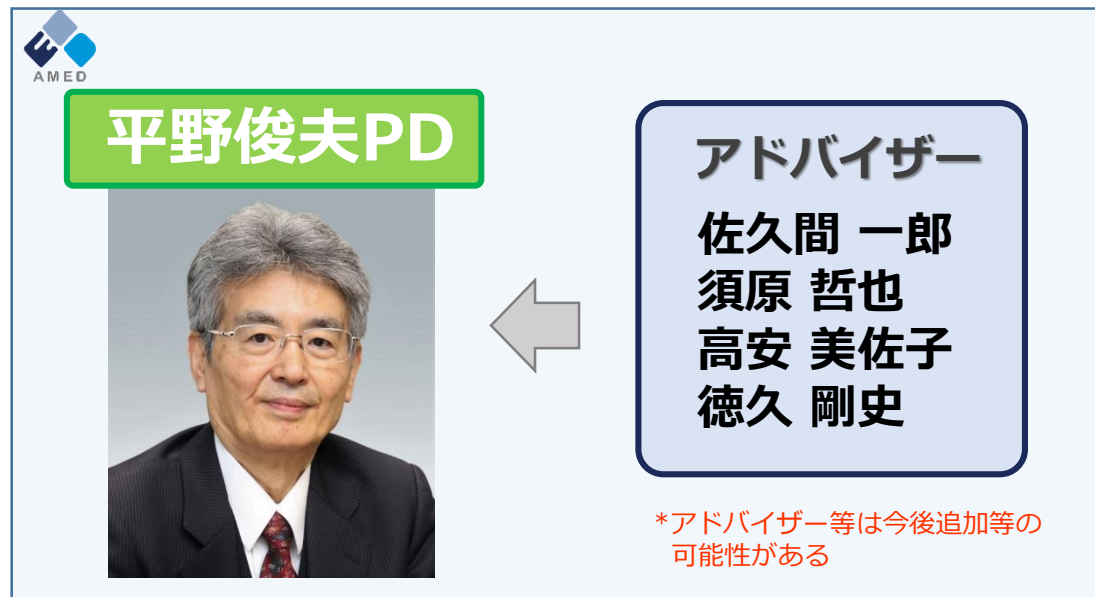 AMED
平野俊夫PD
アドバイザー
佐久間 一郎
須原 哲也
高安 美佐子
徳久 剛史
*アドバイザー等は今後追加等の
可能性がある